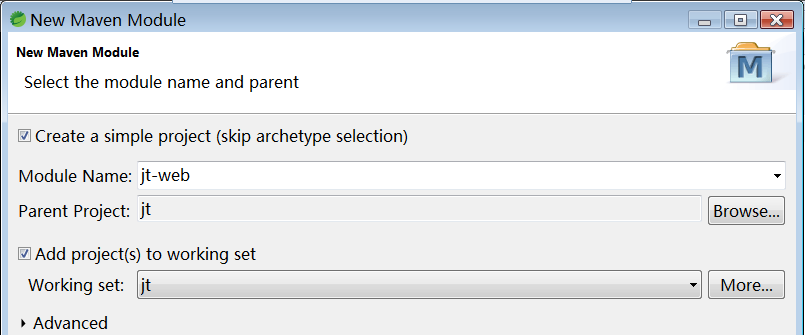 New Maven Module
New Maven Module
Select the module name and parent
M
Create a simple project (skip archetype selection)
Module Name: jt-web
Parent Project: jt Browse...
Add project(s) to working set
Working set: jt More...
Advanced